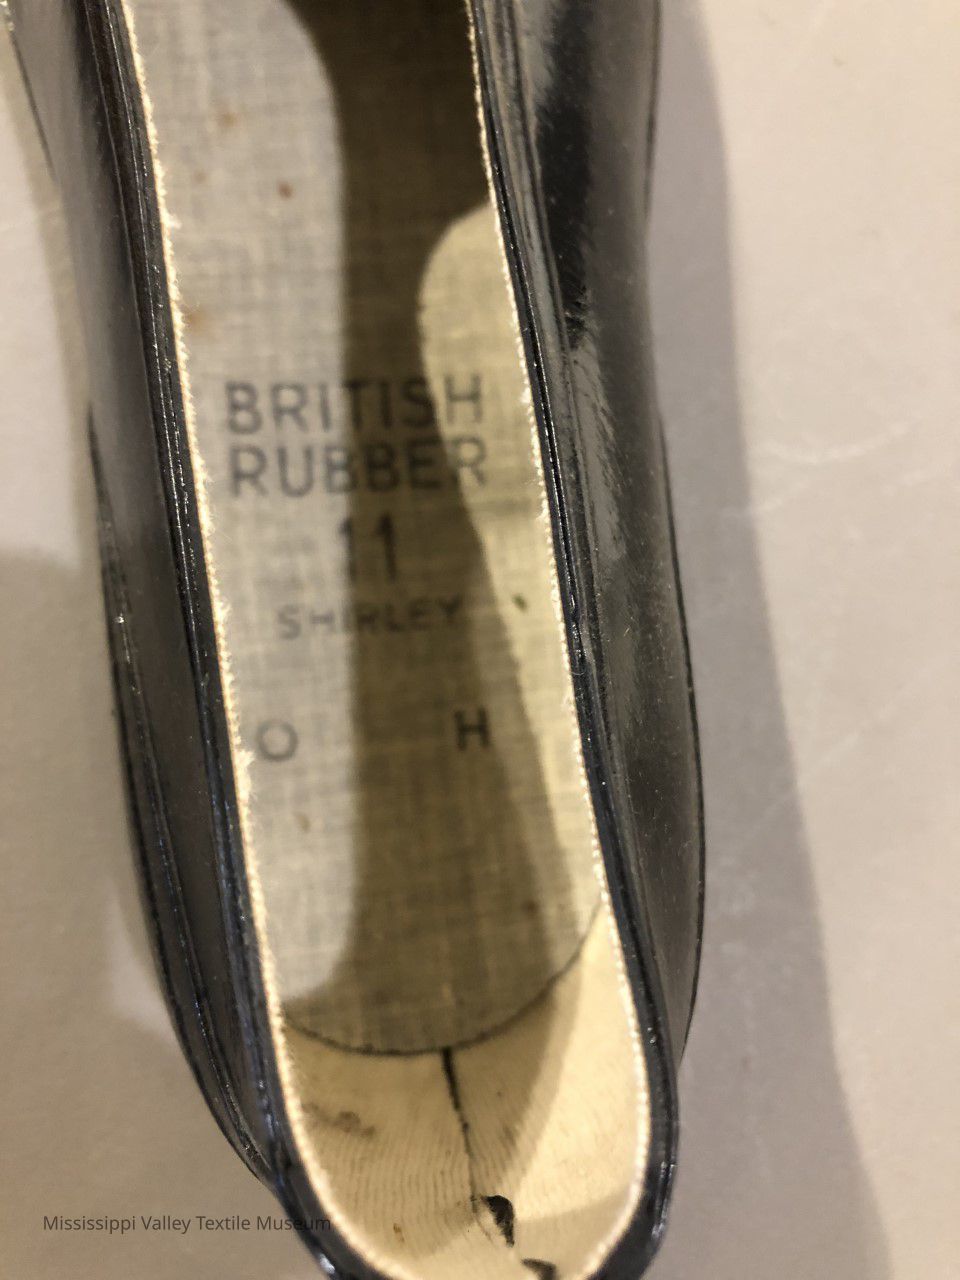 BRITISH
RUBBER
11
SHIRLEY
O H
Mississippi Valley Textile Museum